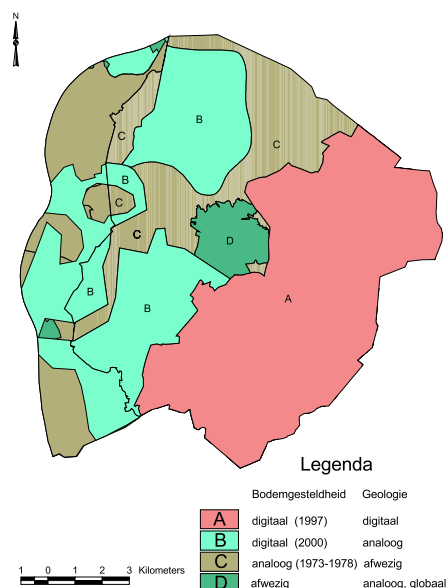 N
B
C
C
B
C
C
D
B
B
A
Legenda
Bodemgesteldheid Geologie
A digitaal (1997) digitaal
B digitaal (2000) analoog
C analoog (1973-1978) afwezig
D afwezig analoog, globaal
1 0 1 2 3 Kilometers